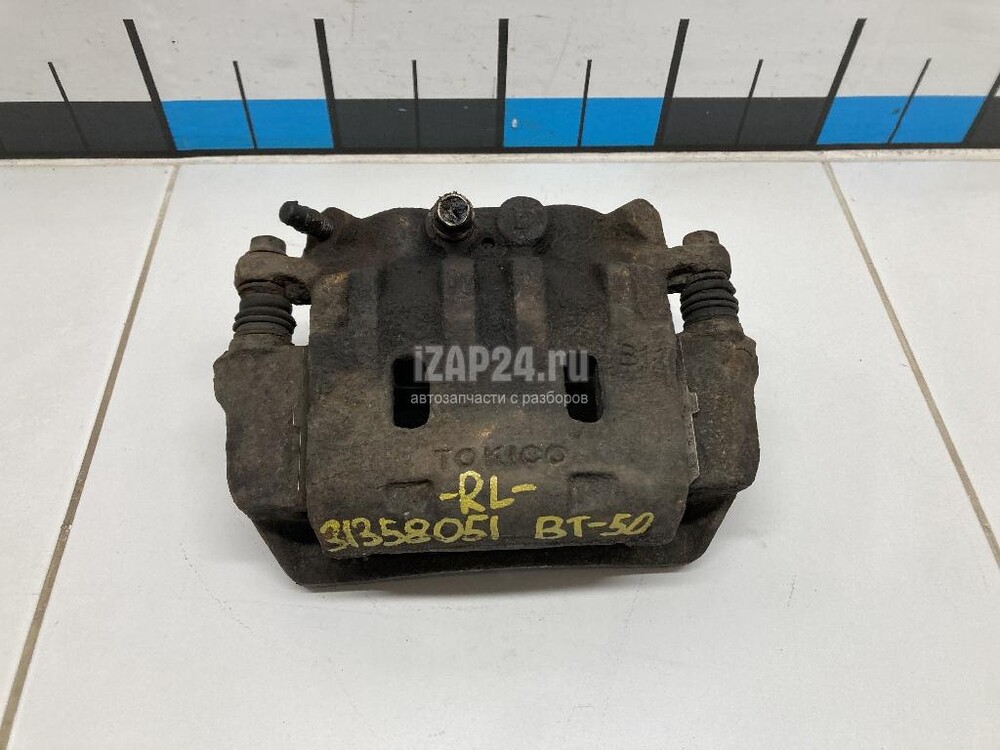 iZAP24.ru
автозапчасти с разборов
TOKICO
-RL-
31358051 BT-50